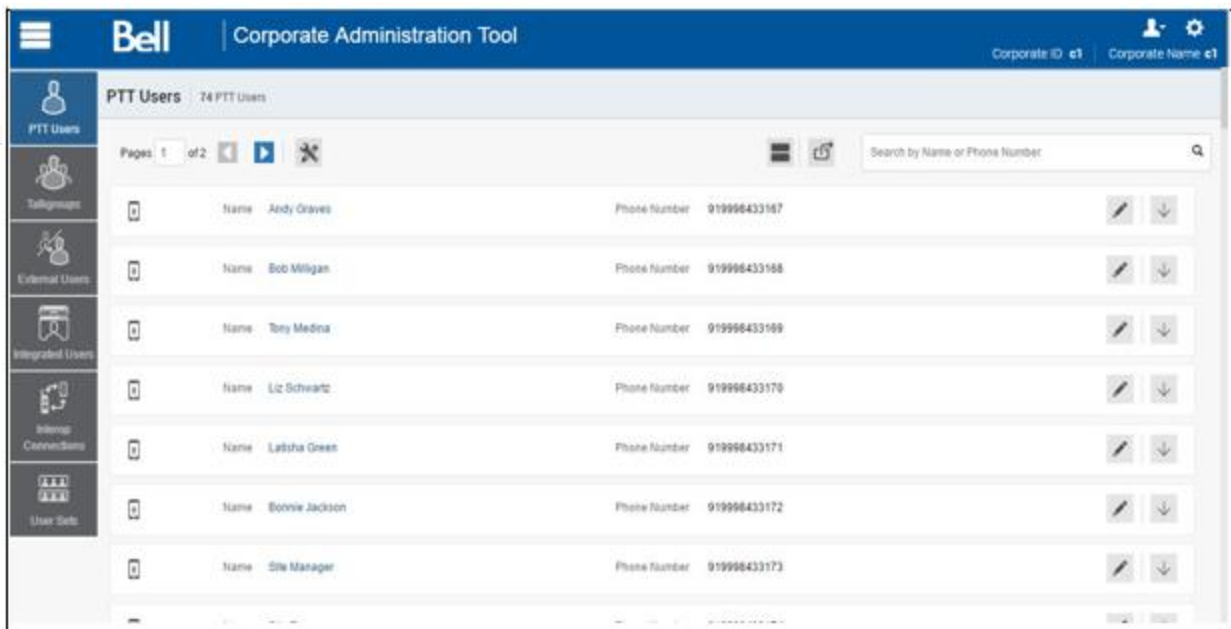 Bell Corporate Administration Tool
Corporate ID c1 Corporate Name c1
PTT Users 74 PTT Users
PTT Users
Talkgroups
External Users
Integrated Users
Interop
Connections
User Sets
Pages 1 of 2
Search by Name or Phone Number
Name Andy Graves Phone Number 919998433167
Name Bob Milligan Phone Number 919998433168
Name Tony Medina Phone Number 919998433169
Name Liz Schwartz Phone Number 919998433170
Name Latisha Green Phone Number 919998433171
Name Bonnie Jackson Phone Number 919998433172
Name Site Manager Phone Number 919998433173